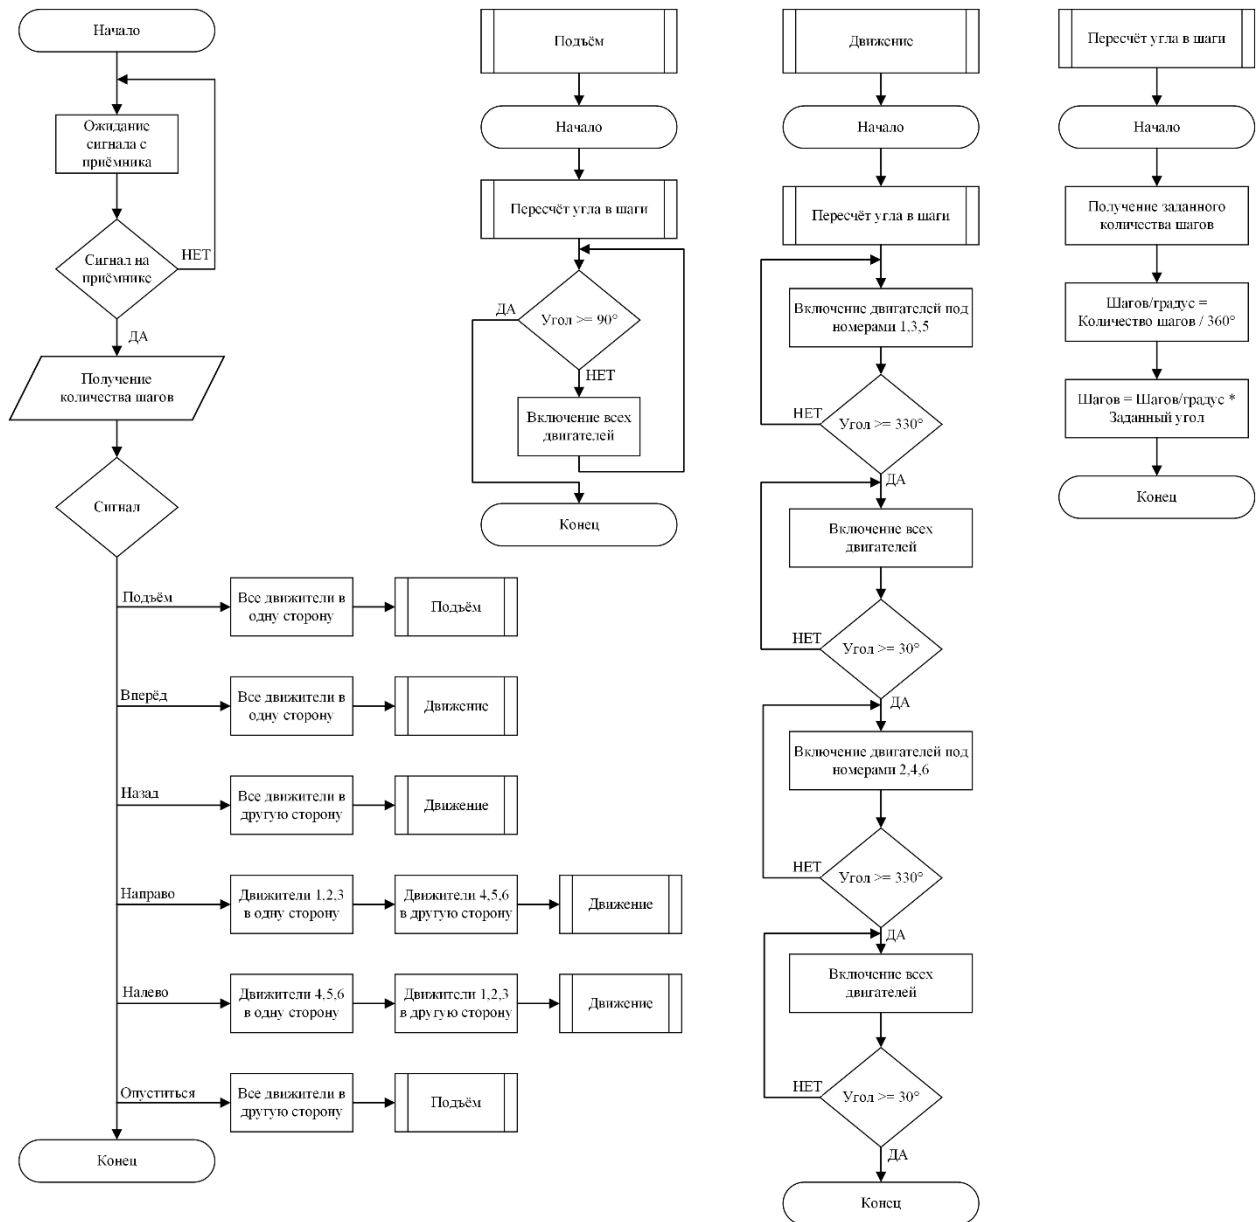 Начало
Ожидание
сигнала с
приёмника
Сигнал на
приёмнике
НЕТ
ДА
Получение
количества шагов
Сигнал
Подъём
Все движители в
одну сторону
Подъём
Вперёд
Все движители в
одну сторону
Движение
Назад
Все движители в
другую сторону
Движение
Направо
Движители 1,2,3
в одну сторону
Движители 4,5,6
в другую сторону
Движение
Налево
Движители 4,5,6
в одну сторону
Движители 1,2,3
в другую сторону
Движение
Опуститься
Все движители в
другую сторону
Подъём
Конец
Подъём
Начало
Пересчёт угла в шаги
ДА
Угол >= 90°
НЕТ
Включение всех
двигателей
Конец
Движение
Начало
Пересчёт угла в шаги
Включение двигателей под
номерами 1,3,5
НЕТ
Угол >= 330°
ДА
Включение всех
двигателей
НЕТ
Угол >= 30°
ДА
Включение двигателей под
номерами 2,4,6
НЕТ
Угол >= 330°
ДА
Включение всех
двигателей
НЕТ
Угол >= 30°
ДА
Конец
Пересчёт угла в шаги
Начало
Получение заданного
количества шагов
Шагов/градус =
Количество шагов / 360°
Шагов = Шагов/градус *
Заданный угол
Конец